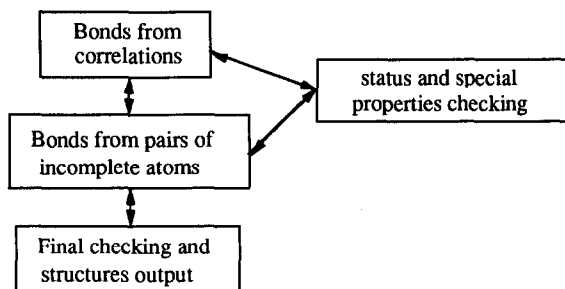 Bonds from
correlations
status and special
properties checking
Bonds from pairs of
incomplete atoms
Final checking and
structures output